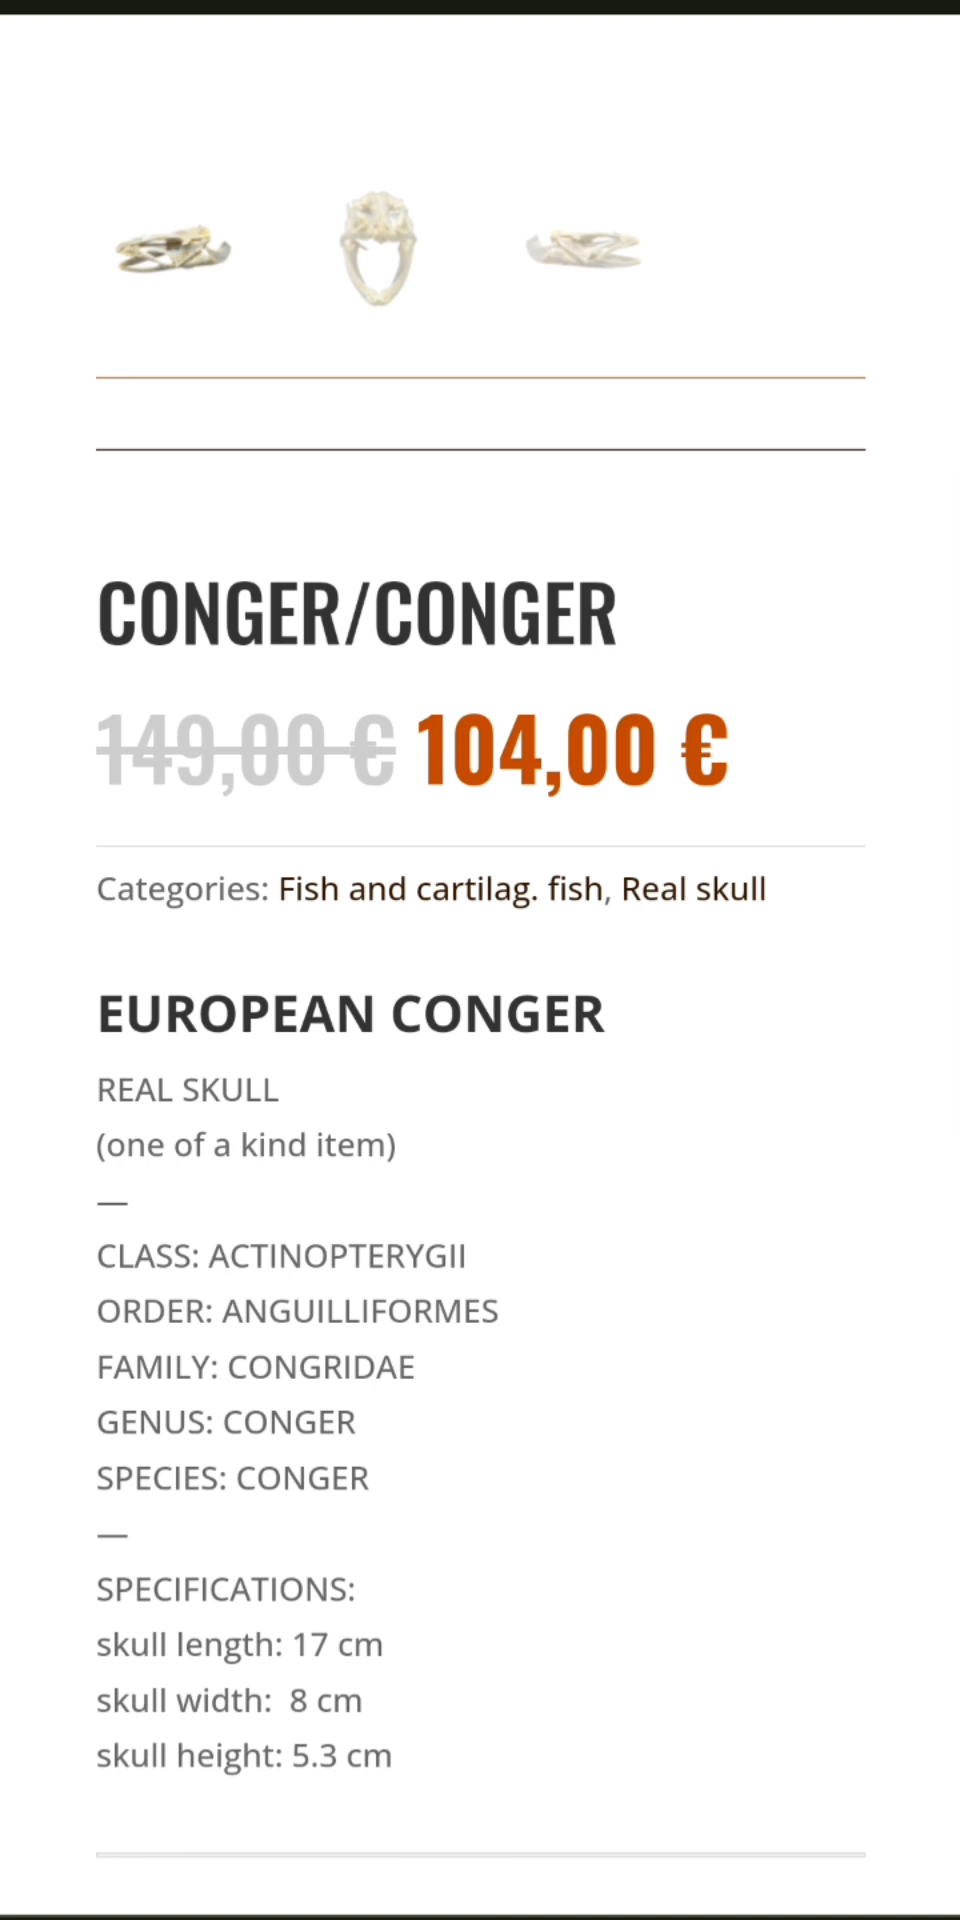 CONGER/CONGER
149,00 € 104,00 €
Categories: Fish and cartilag. fish, Real skull
EUROPEAN CONGER
REAL SKULL
(one of a kind item)
—
CLASS: ACTINOPTERYGII
ORDER: ANGUILLIFORMES
FAMILY: CONGRIDAE
GENUS: CONGER
SPECIES: CONGER
—
SPECIFICATIONS:
skull length: 17 cm
skull width:  8 cm
skull height: 5.3 cm